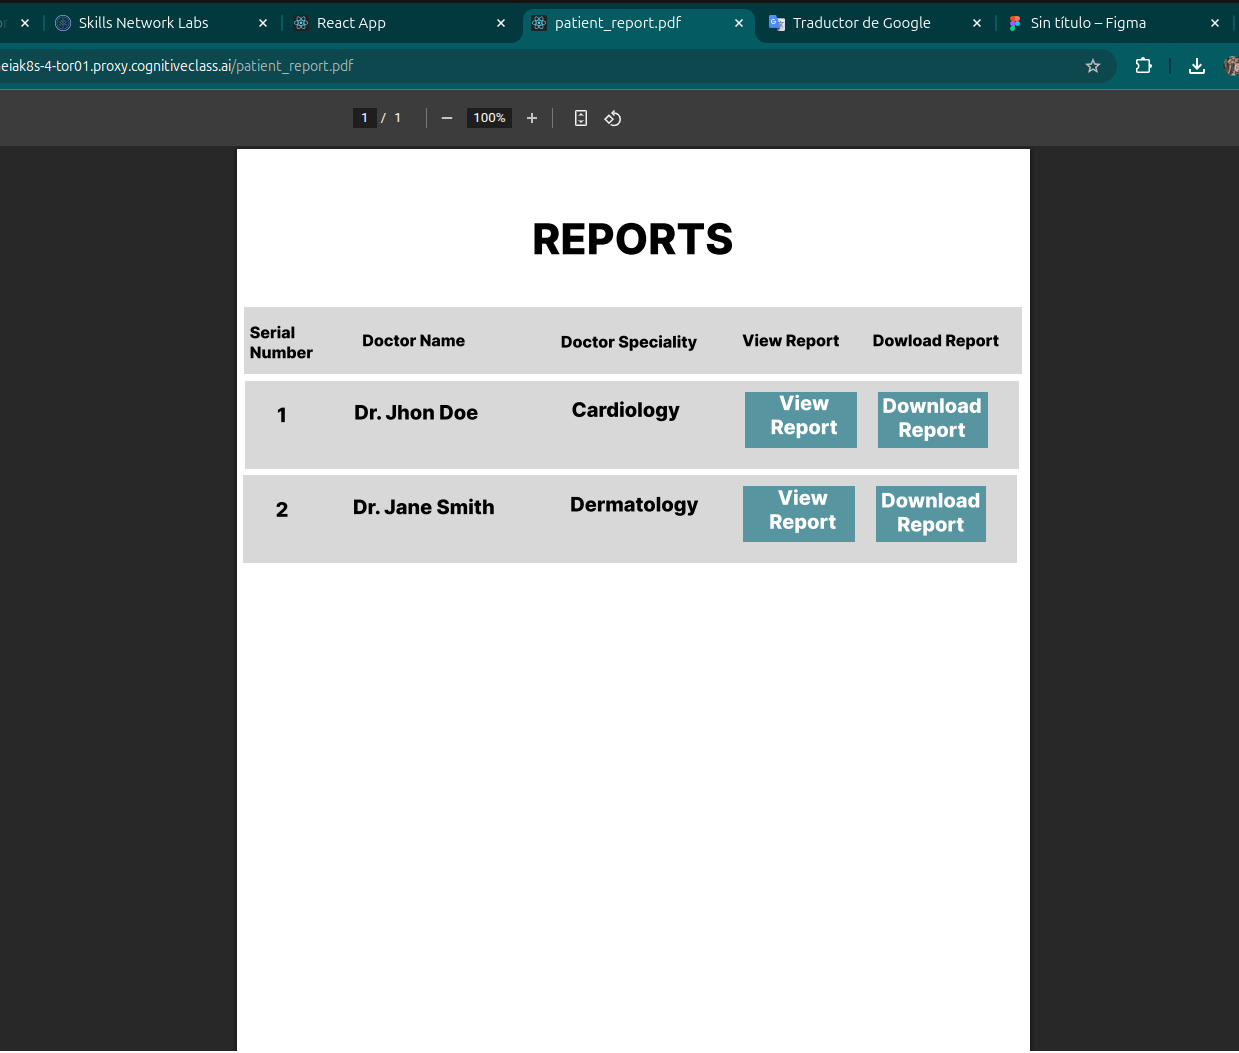 Skills Network Labs
React App
patient_report.pdf
Traductor de Google
Sin título – Figma
eiak8s-4-tor01.proxy.cognitiveclass.ai/patient_report.pdf
1 / 1
100%
REPORTS
Serial
Number
Doctor Name
Doctor Speciality
View Report
Dowload Report
1
Dr. Jhon Doe
Cardiology
View
Report
Download
Report
2
Dr. Jane Smith
Dermatology
View
Report
Download
Report